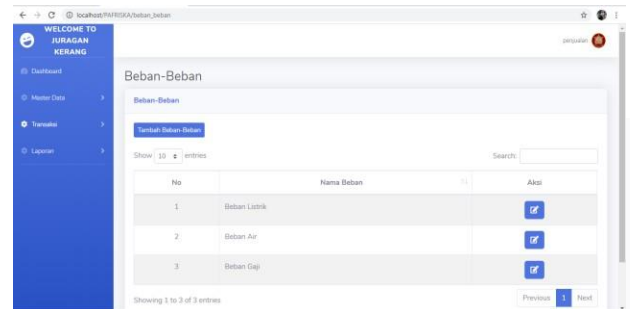 localhost/PAFRISKA/beban_beban
WELCOME TO
JURAGAN
KERANG
penjualan
Dashboard
Master Data
Transaksi
Laporan
Beban-Beban
Beban-Beban
Tambah Beban-Beban
Show 10 entries
Search:
No Nama Beban Aksi
1 Beban Listrik
2 Beban Air
3 Beban Gaji
Showing 1 to 3 of 3 entries
Previous 1 Next